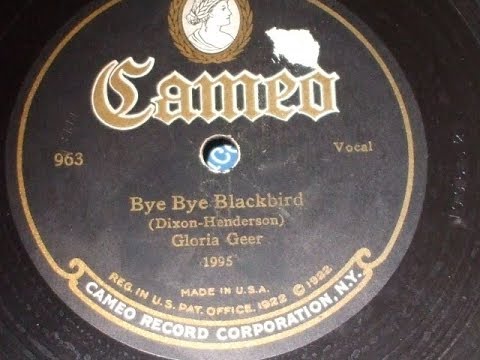 Cameo
963
Vocal
Bye Bye Blackbird
(Dixon-Henderson)
Gloria Geer
1995
MADE IN U.S.A.
REG. IN U.S. PAT. OFFICE. 1922 © 1922
CAMEO RECORD CORPORATION, N.Y.